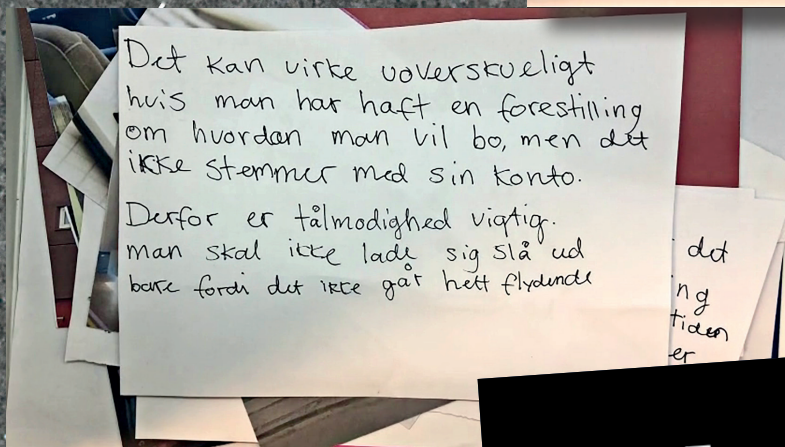 Det kan virke uoverskueligt
hvis man har haft en forestilling
om hvordan man vil bo, men det
ikke stemmer med sin konto.
Derfor er tålmodighed vigtig.
man skal ikke lade sig slå ud
bare fordi det ikke går helt flydende
det
ng
tiden
er